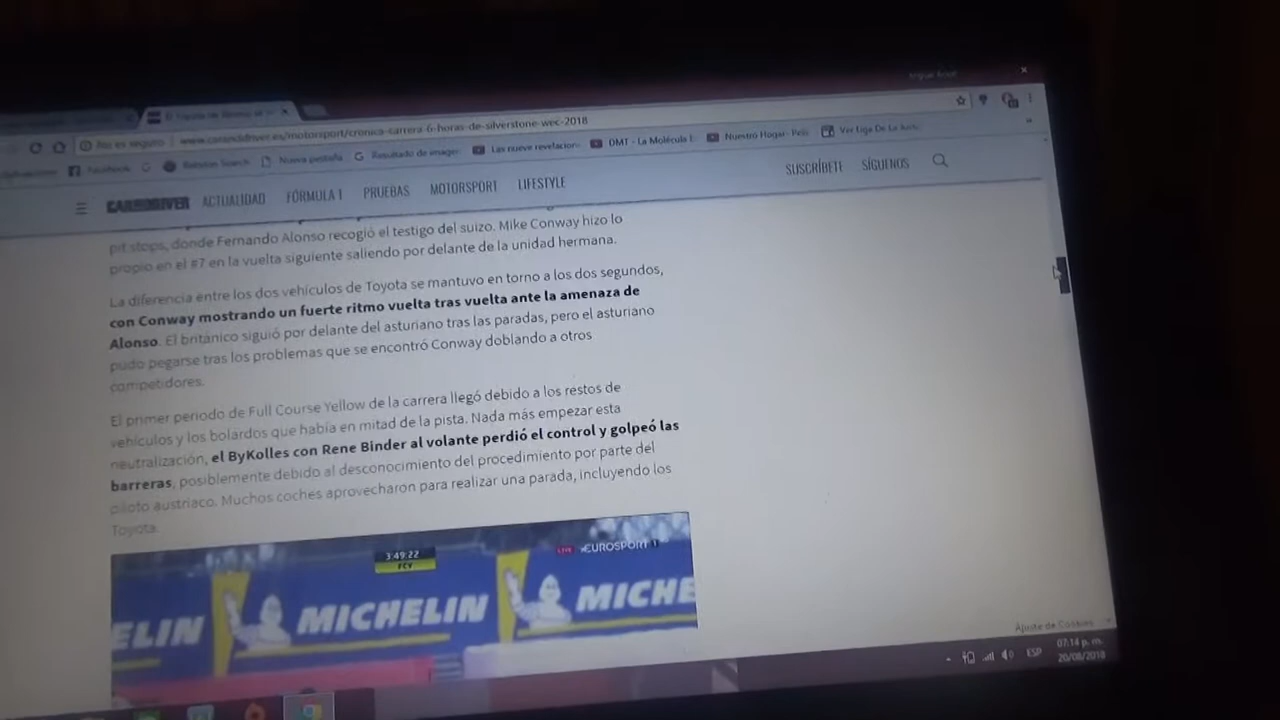 www.caranddriver.es/motorsport/cronica-carrera-6-horas-de-silverstone-wec-2018
Facebook
Nueva pestaña
Resultado de imagen
Las nueve revelacion
DMT - La Molécula
Nuestro Hogar- Peli
Ver Liga De La Justic
CAR AND DRIVER
ACTUALIDAD
FÓRMULA 1
PRUEBAS
MOTORSPORT
LIFESTYLE
SUSCRÍBETE
SÍGUENOS
pit stops, donde Fernando Alonso recogió el testigo del suizo. Mike Conway hizo lo
propio en el #7 en la vuelta siguiente saliendo por delante de la unidad hermana.
La diferencia entre los dos vehículos de Toyota se mantuvo en torno a los dos segundos,
con Conway mostrando un fuerte ritmo vuelta tras vuelta ante la amenaza de
Alonso. El británico siguió por delante del asturiano tras las paradas, pero el asturiano
pudo pegarse tras los problemas que se encontró Conway doblando a otros
competidores.
El primer periodo de Full Course Yellow de la carrera llegó debido a los restos de
vehículos y los bolardos que había en mitad de la pista. Nada más empezar esta
neutralización, el ByKolles con Rene Binder al volante perdió el control y golpeó las
barreras, posiblemente debido al desconocimiento del procedimiento por parte del
piloto austriaco. Muchos coches aprovecharon para realizar una parada, incluyendo los
Toyota.
3:49:22
FCY
LIVE EUROSPORT 1
ELIN
MICHELIN
MICHE
Ajuste de Cookies
ESP
07:14 p. m.
20/08/2018